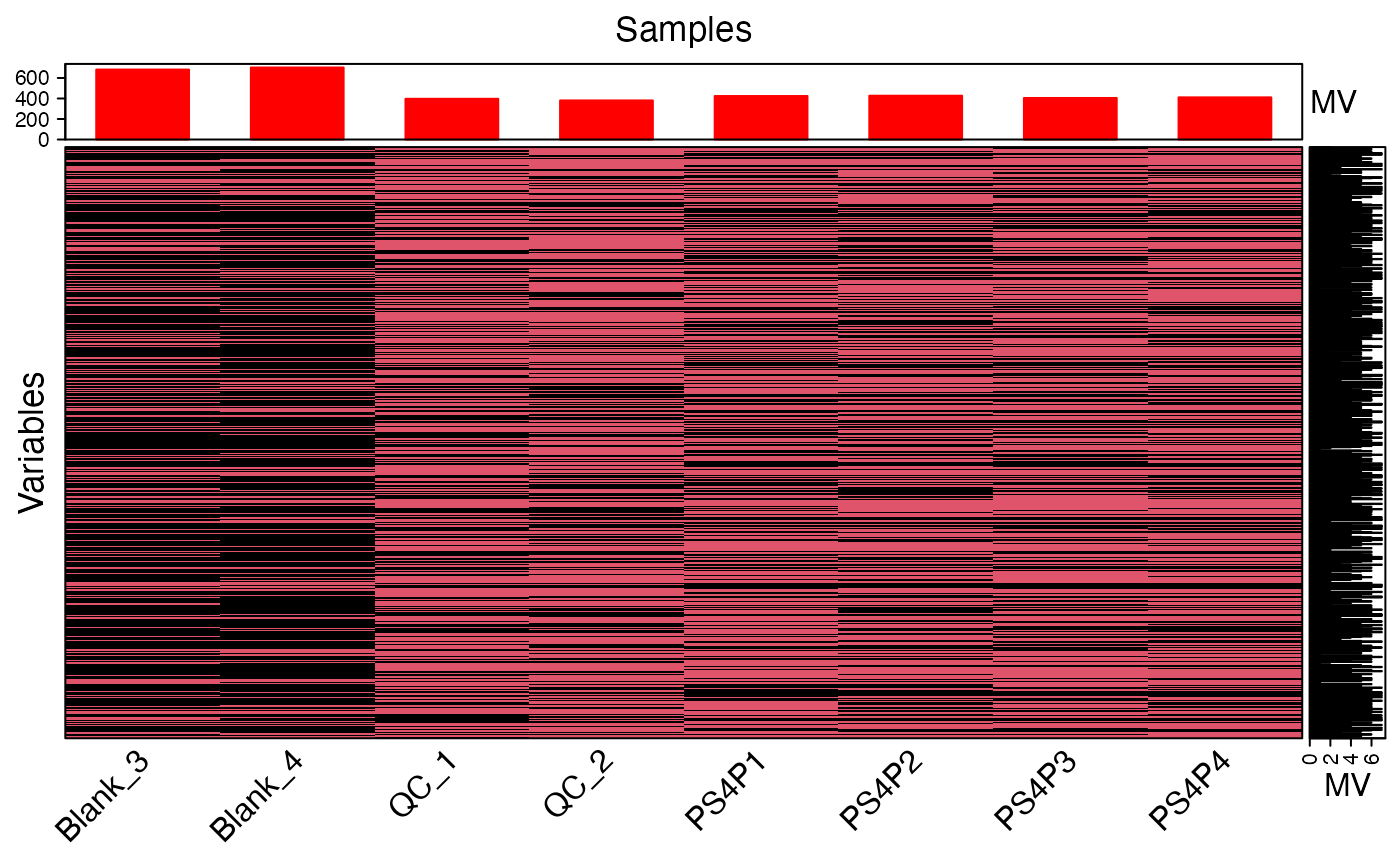 Samples
600
400
200
0
MV
Variables
0 2 4 6
MV
Blank_3 Blank_4 QC_1 QC_2 PS4P1 PS4P2 PS4P3 PS4P4